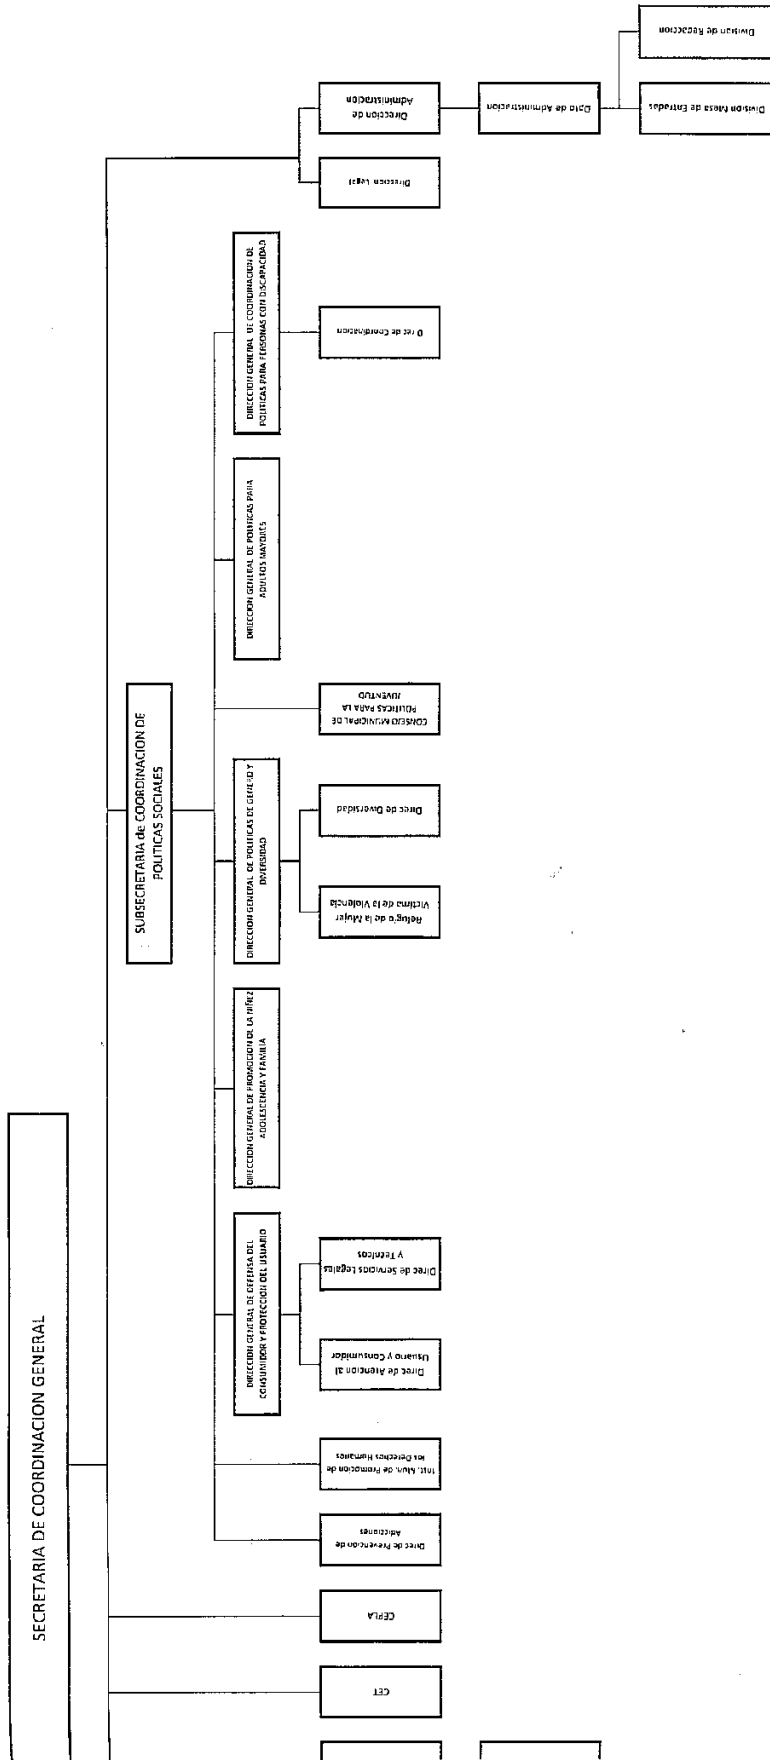 SECRETARIA DE COORDINACION GENERAL
SUBSECRETARIA de COORDINACION DE
POLITICAS SOCIALES
CET
CEPLA
Direc de Prevencion de
Adicciones
Inst. Mun. de Promocion de
los Derechos Humanos
DIRECCION GENERAL DE DEFENSA DEL
CONSUMIDOR Y PROTECCION DEL USUARIO
Direc de Atencion al
Usuario y Consumidor
Direc de Servicios Legales
y Tecnicos
DIRECCION GENERAL DE PROMOCION DE LA NIÑEZ
ADOLESCENCIA Y FAMILIA
DIRECCION GENERAL DE POLITICAS DE GENERO Y
DIVERSIDAD
Refugio de la Mujer
Victima de la Violencia
Direc de Diversidad
CONSEJO MUNICIPAL DE
POLITICAS PARA LA
JUVENTUD
DIRECCION GENERAL DE POLITICAS PARA
ADULTOS MAYORES
DIRECCION GENERAL DE COORDINACION DE
POLITICAS PARA PERSONAS CON DISCAPACIDAD
Direc de Coordinacion
Direccion Legal
Direccion de
Administracion
Dpto de Administracion
Division Mesa de Entradas
Division de Redaccion